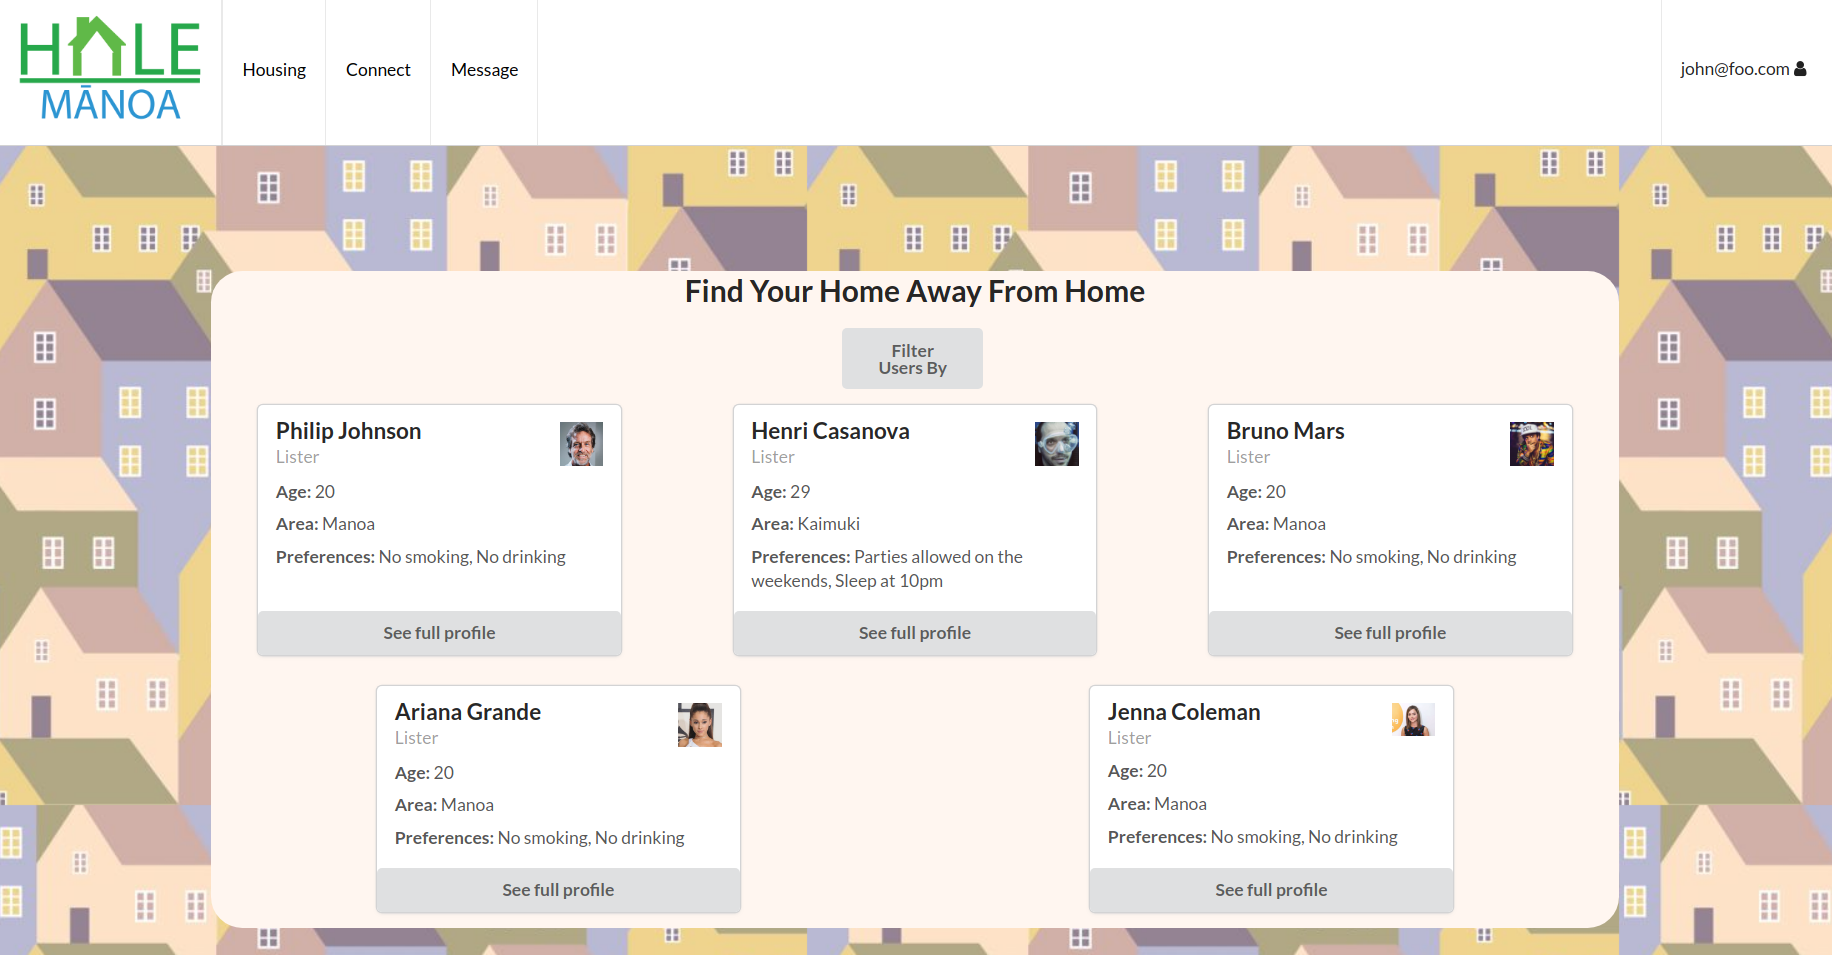 HALE
MĀNOA
Housing
Connect
Message
john@foo.com
Find Your Home Away From Home
Filter
Users By
Philip Johnson
Lister
Age: 20
Area: Manoa
Preferences: No smoking, No drinking
See full profile
Henri Casanova
Lister
Age: 29
Area: Kaimuki
Preferences: Parties allowed on the
weekends, Sleep at 10pm
See full profile
Bruno Mars
Lister
Age: 20
Area: Manoa
Preferences: No smoking, No drinking
See full profile
Ariana Grande
Lister
Age: 20
Area: Manoa
Preferences: No smoking, No drinking
See full profile
Jenna Coleman
Lister
Age: 20
Area: Manoa
Preferences: No smoking, No drinking
See full profile